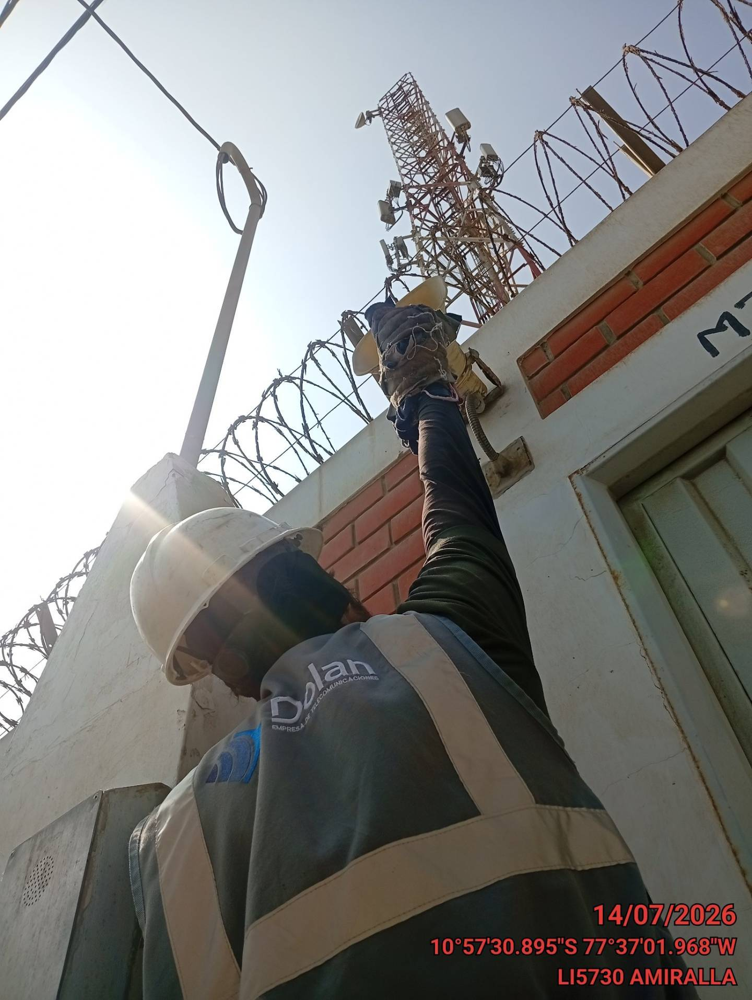 Dolan
EMPRESA DE TELECOMUNICACIONES
14/07/2026
10°57'30.895"S 77°37'01.968"W
LI5730 AMIRALLA